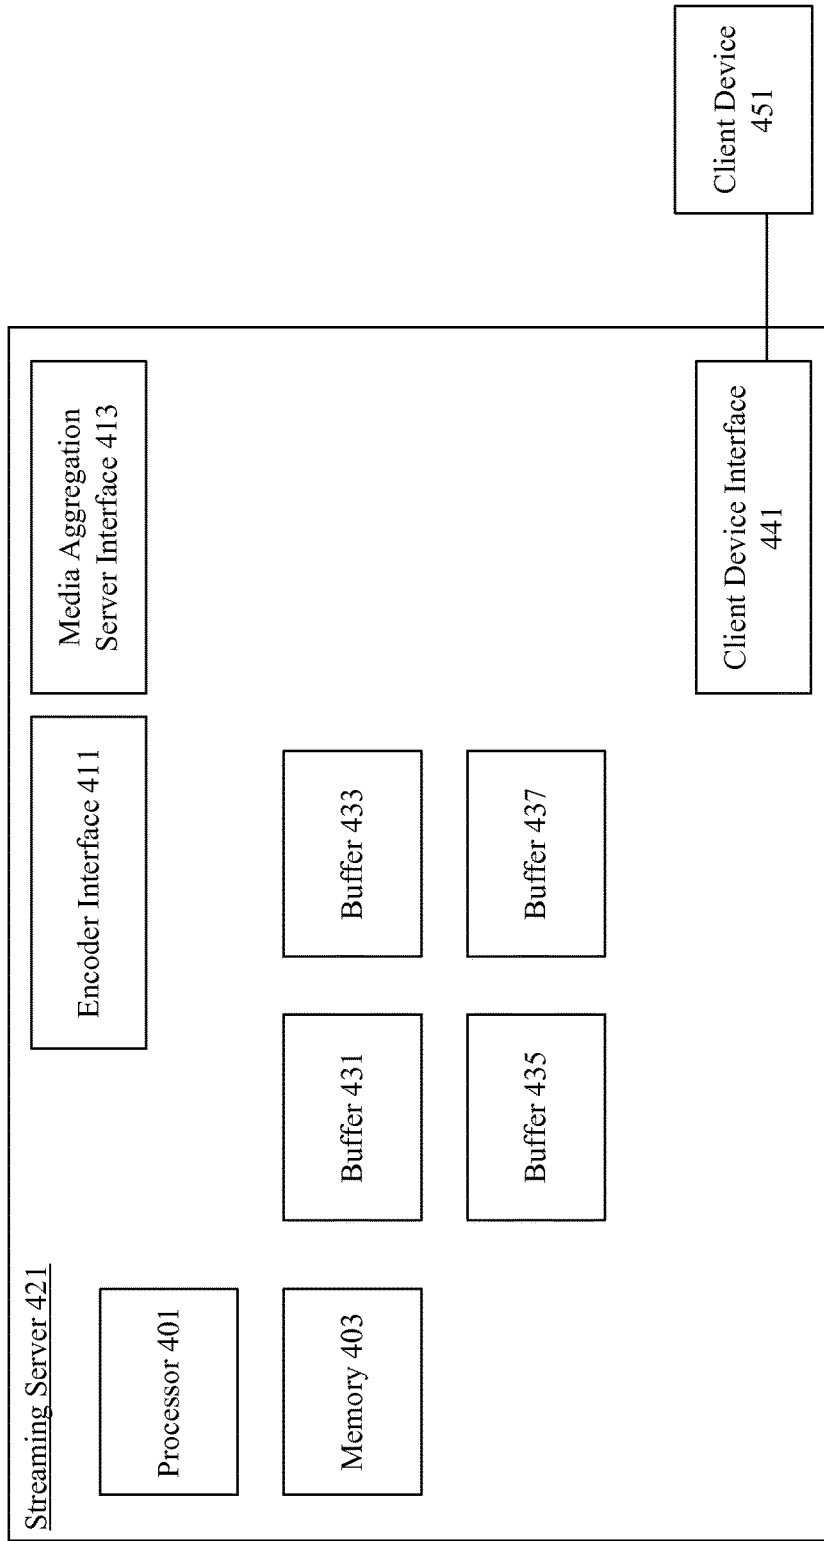 Streaming Server 421
Processor 401
Memory 403
Encoder Interface 411
Media Aggregation
Server Interface 413
Buffer 431
Buffer 433
Buffer 435
Buffer 437
Client Device Interface
441
Client Device
451